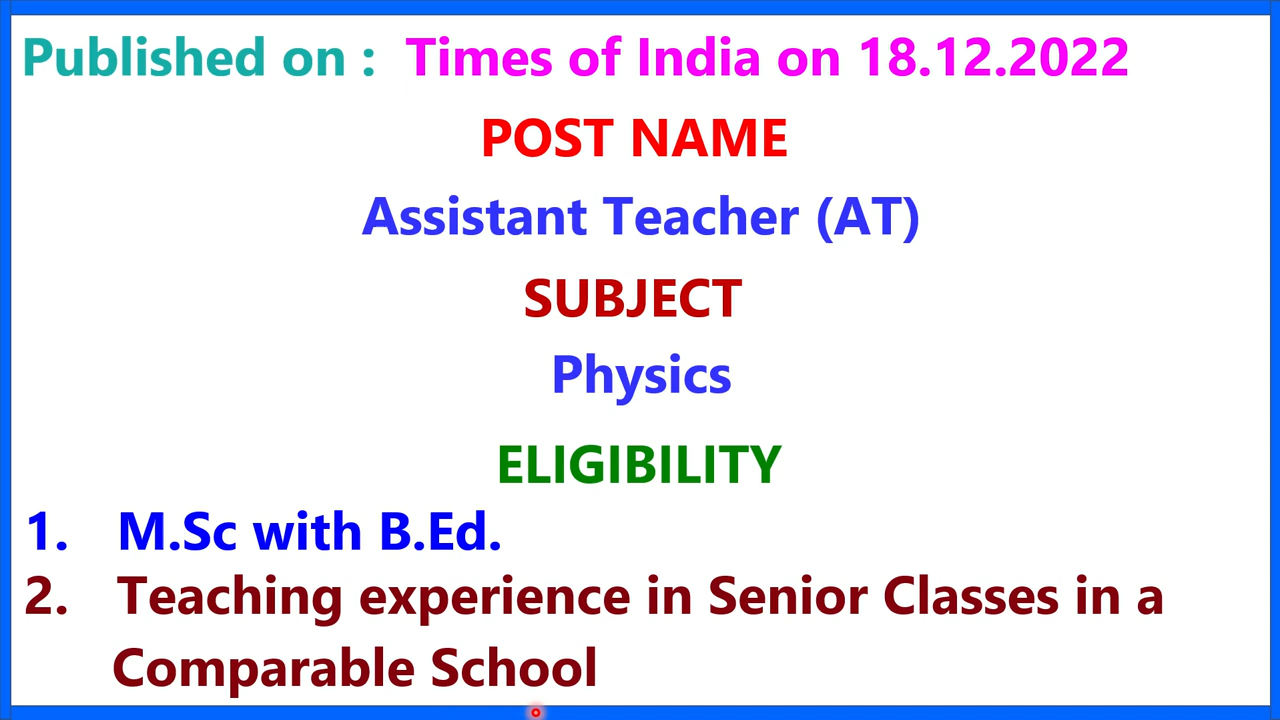 Published on : Times of India on 18.12.2022
POST NAME
Assistant Teacher (AT)
SUBJECT
Physics
ELIGIBILITY
1. M.Sc with B.Ed.
2. Teaching experience in Senior Classes in a
Comparable School